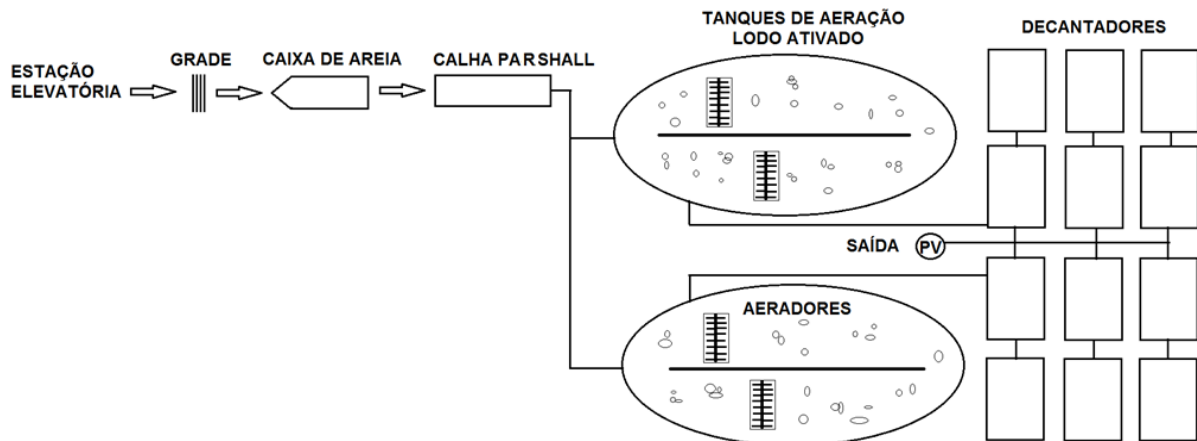 TANQUES DE AERAÇÃO
LODO ATIVADO
DECANTADORES
ESTAÇÃO
ELEVATÓRIA
GRADE
CAIXA DE AREIA
CALHA PARSHALL
SAÍDA
PV
AERADORES